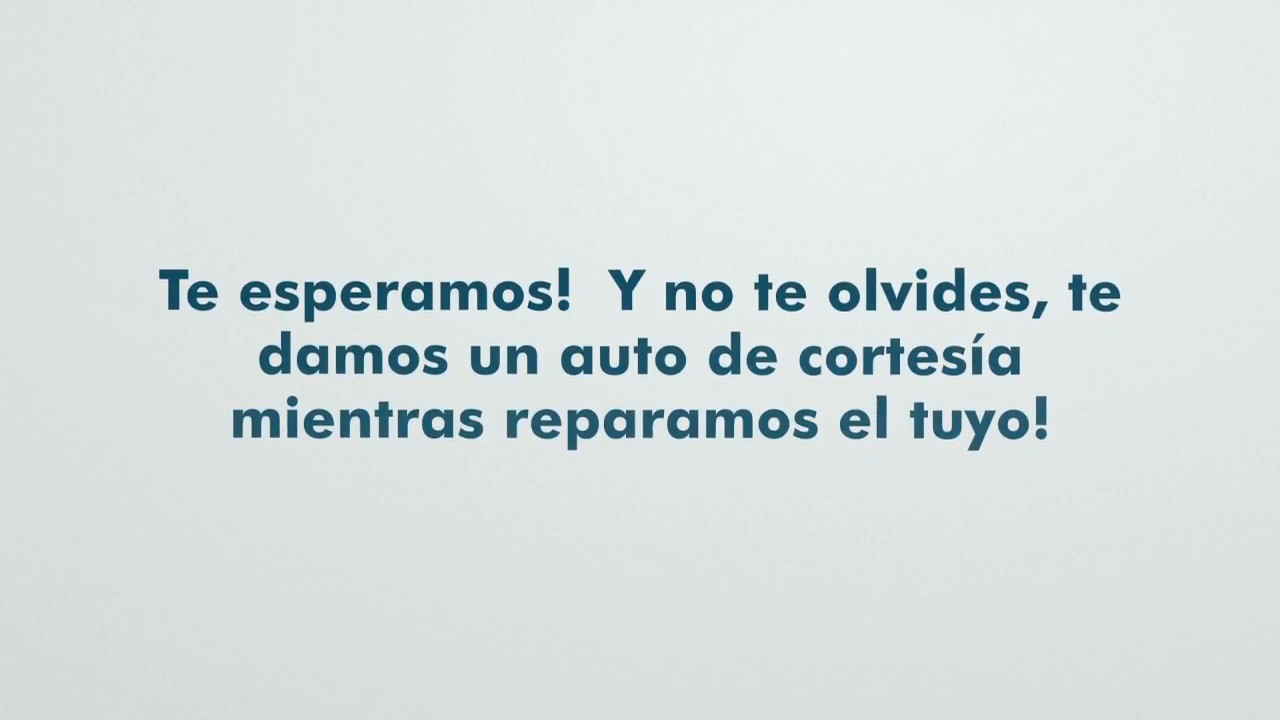 Te esperamos!  Y no te olvides, te
damos un auto de cortesía
mientras reparamos el tuyo!